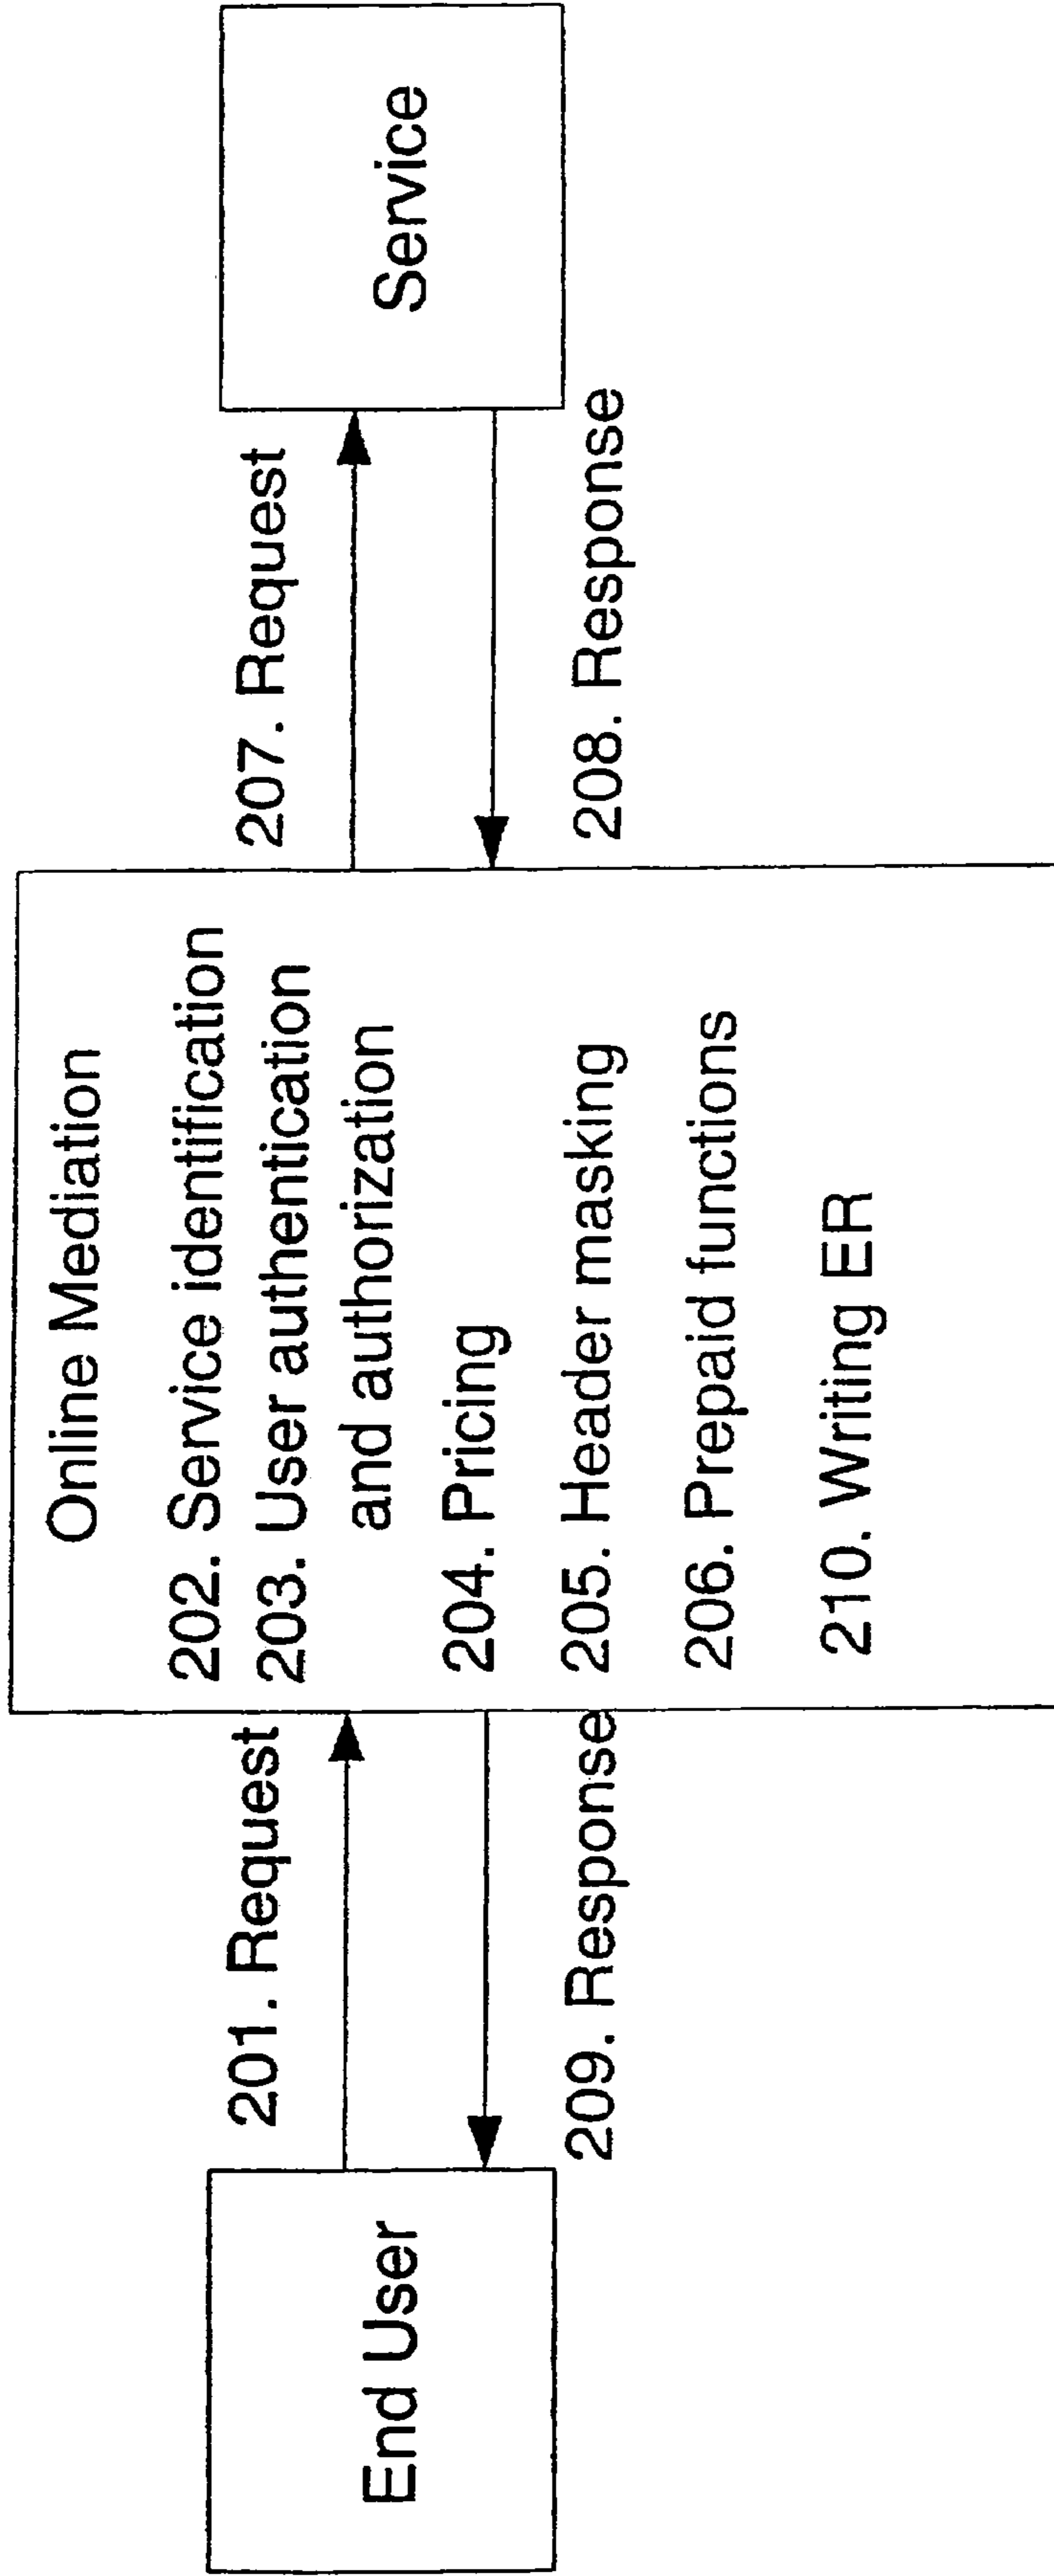 End User
201. Request
209. Response
Online Mediation
202. Service identification
203. User authentication
and authorization
204. Pricing
205. Header masking
206. Prepaid functions
210. Writing ER
207. Request
208. Response
Service